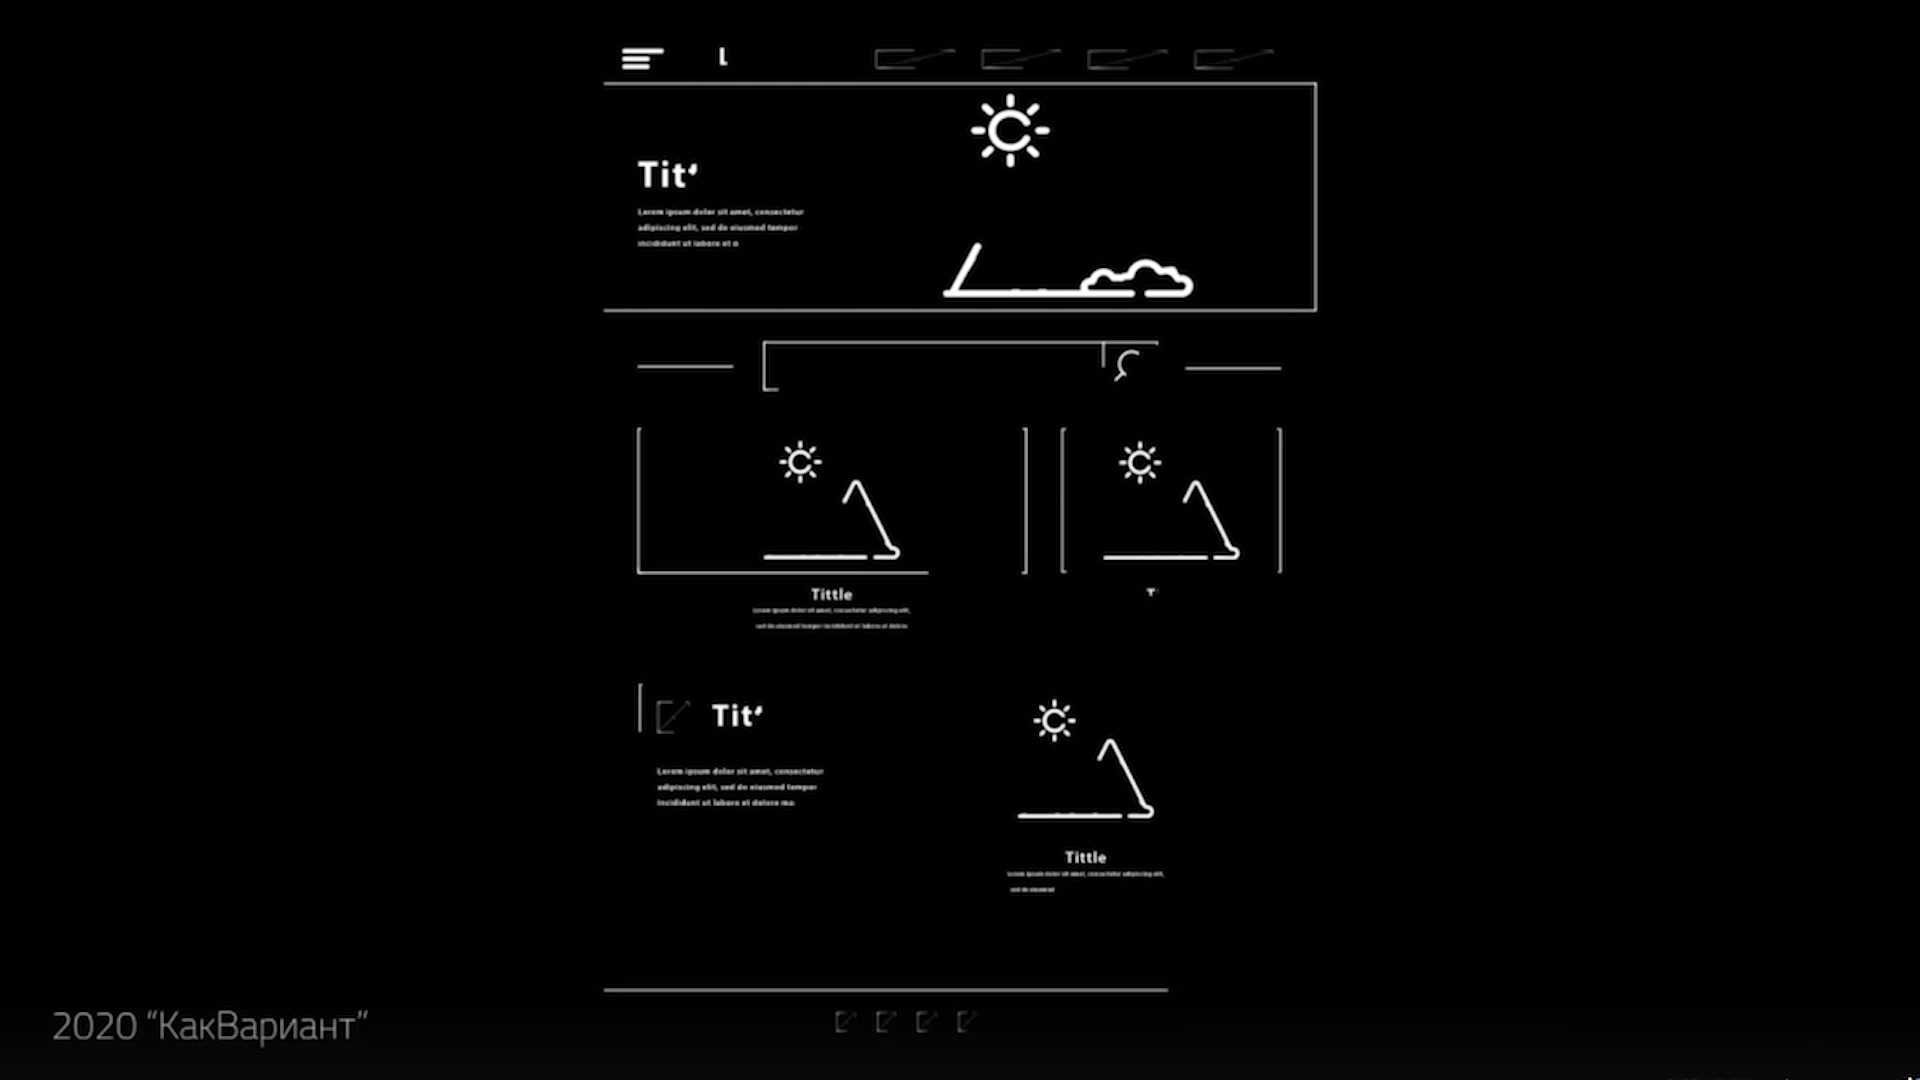 L
Tit
Lorem ipsum dolor sit amet, consectetur
adipiscing elit, sed do eiusmod tempor
incididunt ut labore et o
Tittle
Lorem ipsum dolor sit amet, consectetur adipiscing elit,
sed do eiusmod tempor incididunt ut labore et dolore
T
Tit
Lorem ipsum dolor sit amet, consectetur
adipiscing elit, sed do eiusmod tempor
incididunt ut labore et dolore ma
Tittle
Lorem ipsum dolor sit amet, consectetur adipiscing elit,
sed do eiusmod
2020 “КакВариант”